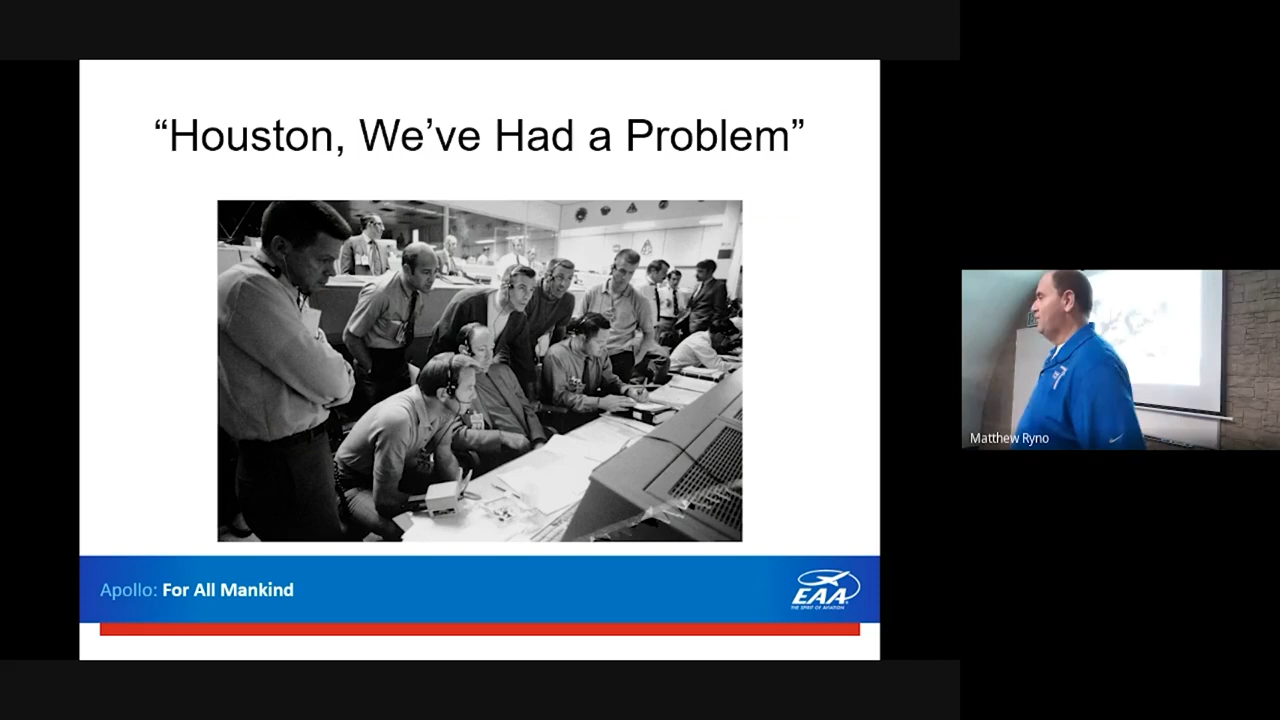 “Houston, We’ve Had a Problem”
Apollo: For All Mankind
EAA
THE SPIRIT OF AVIATION
Matthew Ryno